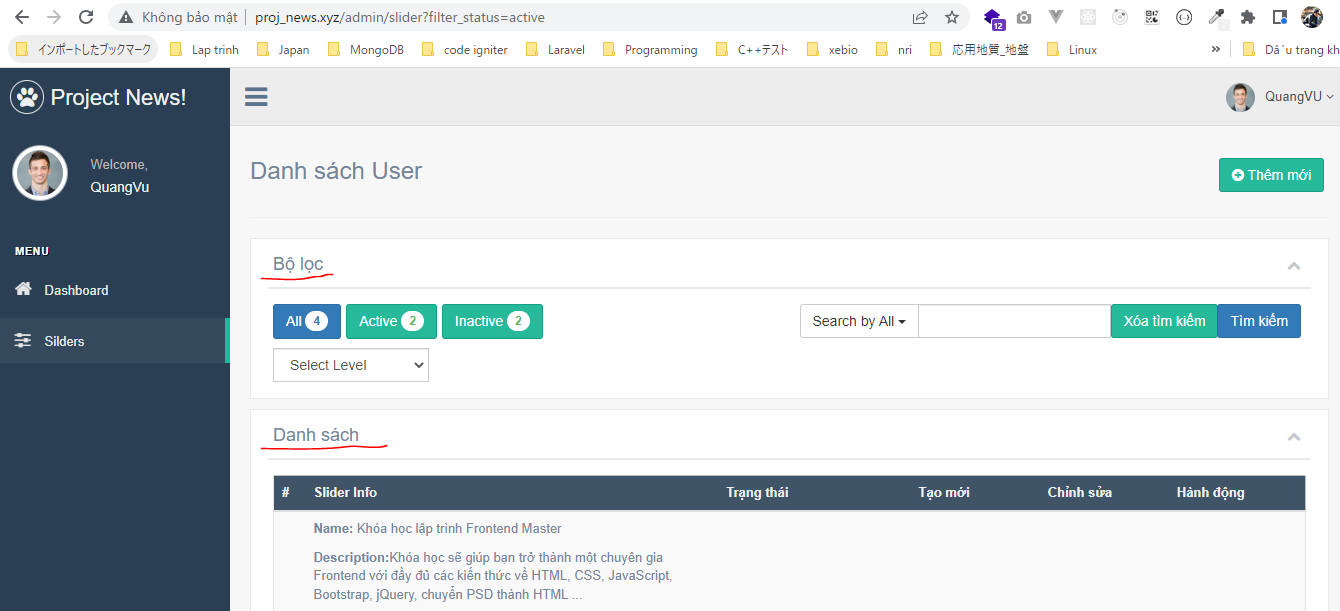 Không bảo mật proj_news.xyz/admin/slider?filter_status=active 12
インポートしたブックマーク Lap trinh Japan MongoDB code igniter Laravel Programming C++テスト xebio nri 応用地質_地盤 Linux » Dấu trang kh
Project News!
QuangVU
Welcome,
QuangVu
Danh sách User
Thêm mới
MENU
Dashboard
Silders
Bộ lọc
All 4 Active 2 Inactive 2
Search by All Xóa tìm kiếm Tìm kiếm
Select Level
Danh sách
# Slider Info Trạng thái Tạo mới Chỉnh sửa Hành động
Name: Khóa học lập trình Frontend Master
Description:Khóa học sẽ giúp bạn trở thành một chuyên gia
Frontend với đầy đủ các kiến thức về HTML, CSS, JavaScript,
Bootstrap, jQuery, chuyển PSD thành HTML ...